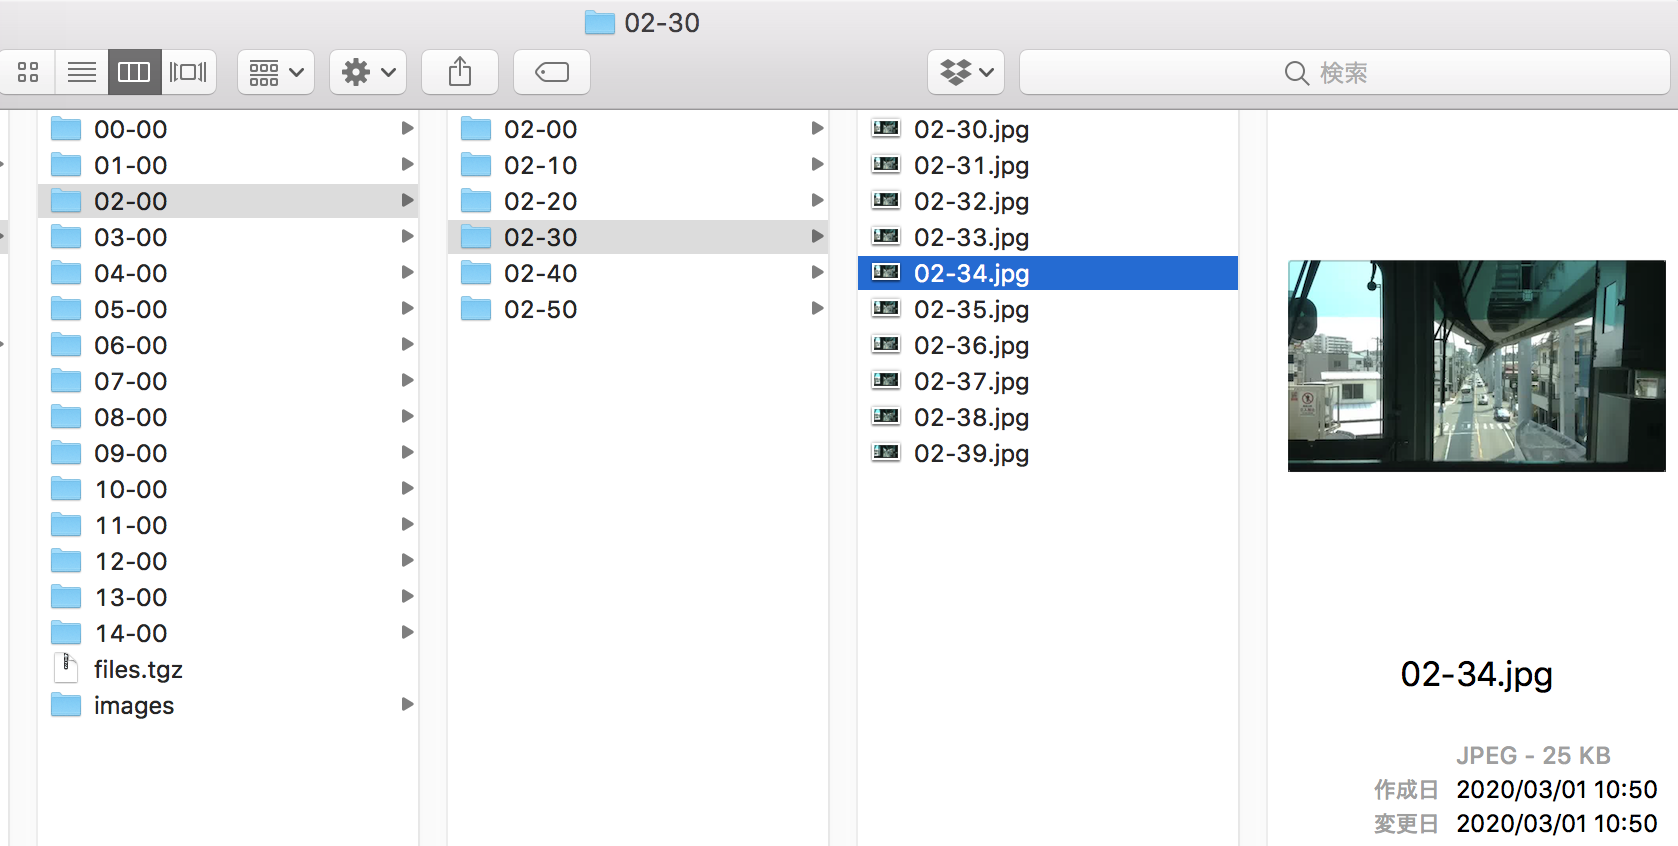 02-30
検索
00-00
01-00
02-00
03-00
04-00
05-00
06-00
07-00
08-00
09-00
10-00
11-00
12-00
13-00
14-00
files.tgz
images
02-00
02-10
02-20
02-30
02-40
02-50
02-30.jpg
02-31.jpg
02-32.jpg
02-33.jpg
02-34.jpg
02-35.jpg
02-36.jpg
02-37.jpg
02-38.jpg
02-39.jpg
02-34.jpg
JPEG - 25 KB
作成日 2020/03/01 10:50
変更日 2020/03/01 10:50